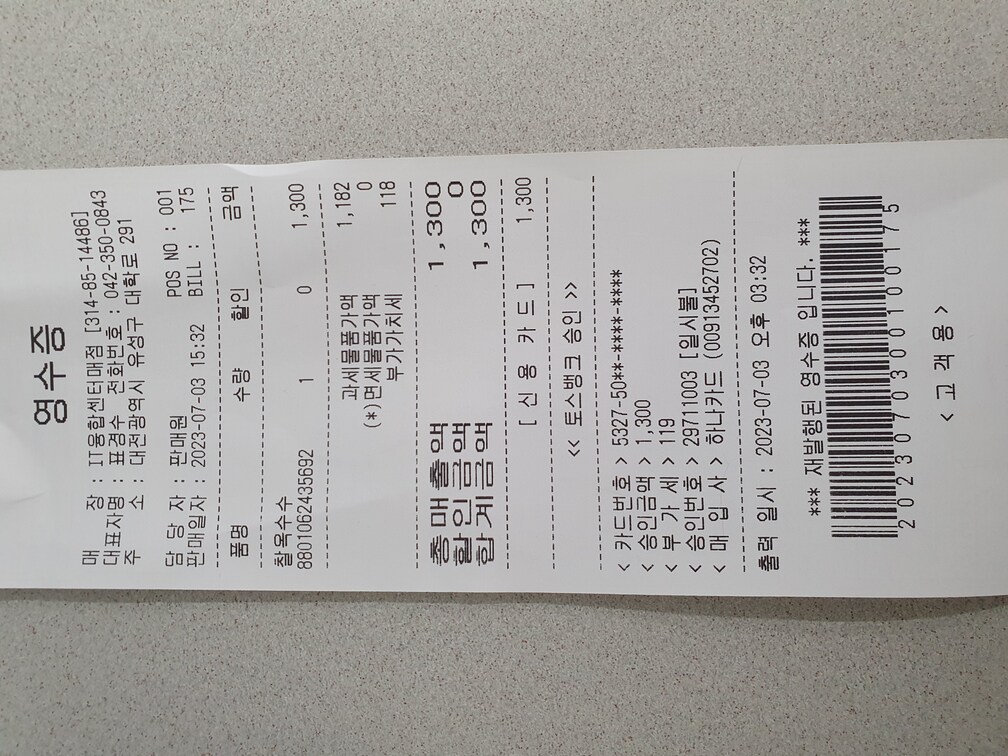 영수증
매 장 : IT융합센터매점 [314-85-14486]
대표자명 : 표경수 전화번호 : 042-350-0843
주 소 : 대전광역시 유성구 대학로 291
담 당 자 : 판매원 POS NO : 001
판매일자 : 2023-07-03 15:32 BILL : 175
품명 수량 할인 금액
찰옥수수
8801062435692 1 0 1,300
과세물품가액 1,182
(*)면세물품가액 0
부가가치세 118
총매출액 1,300
할인금액 0
합계금액 1,300
[ 신 용 카 드 ] 1,300
<< 토스뱅크 승인 >>
< 카드번호 > 5327-50**-****-****
< 승인금액 > 1,300
< 부 가 세 > 119
< 승인번호 > 29711003 [일시불]
< 매 입 사 > 하나카드 (00913452702)
출력 일시 : 2023-07-03 오후 03:32
*** 재발행된 영수증 입니다. ***
2023070300100175
< 고 객 용 >